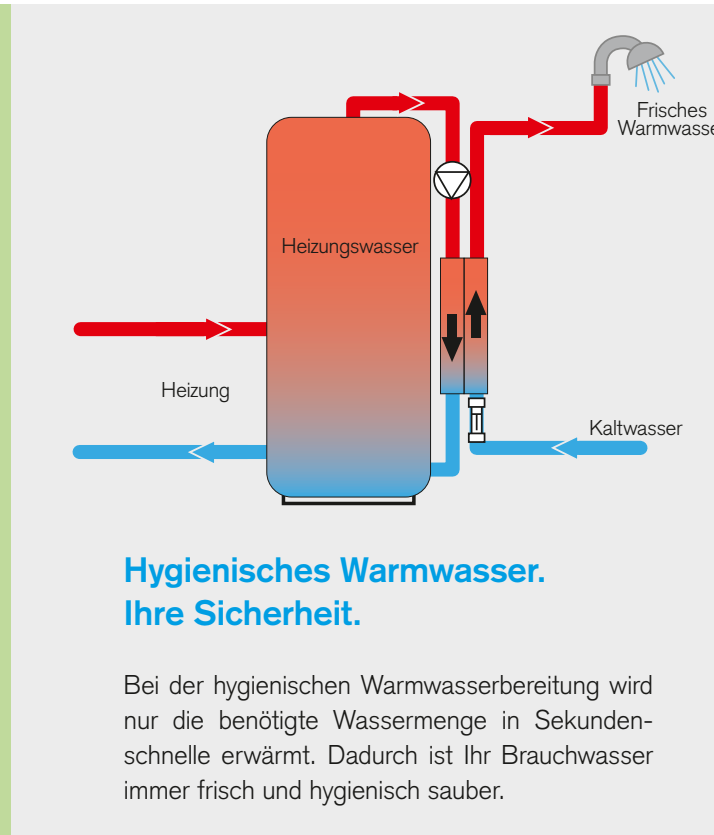 Frisches
Warmwasse
Heizungswasser
Heizung
Kaltwasser
Hygienisches Warmwasser.
Ihre Sicherheit.
Bei der hygienischen Warmwasserbereitung wird
nur die benötigte Wassermenge in Sekunden-
schnelle erwärmt. Dadurch ist Ihr Brauchwasser
immer frisch und hygienisch sauber.